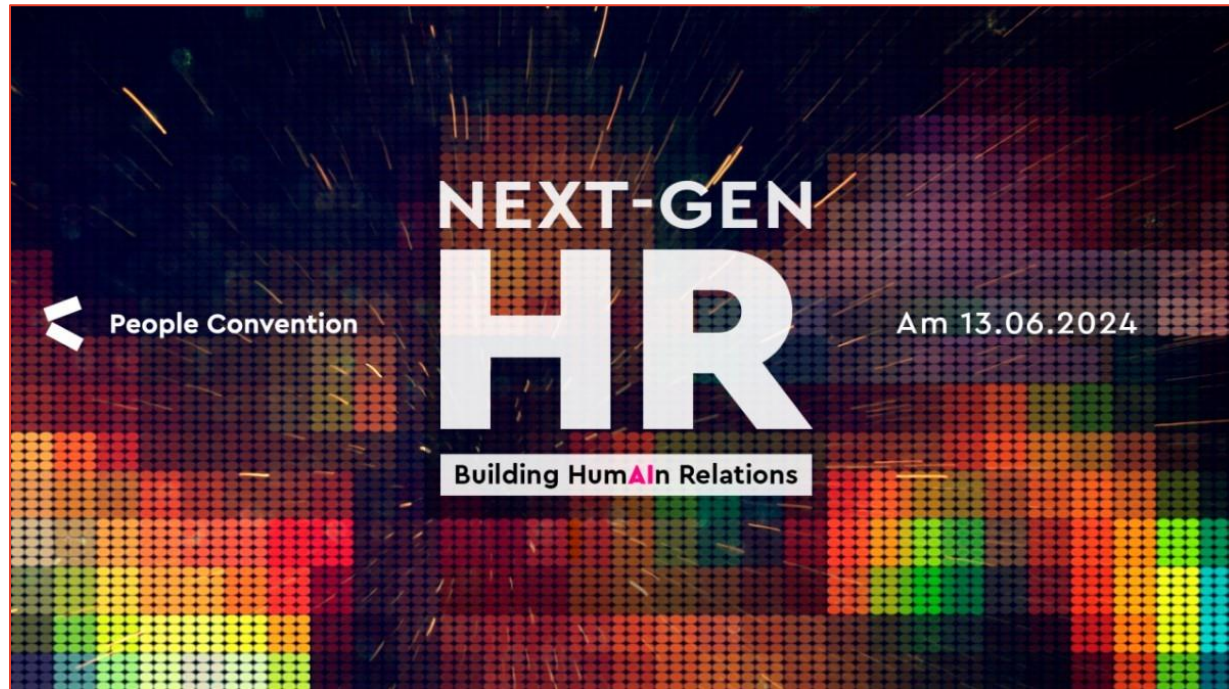 NEXT-GEN
HR
People Convention
Am 13.06.2024
Building HumAIn Relations